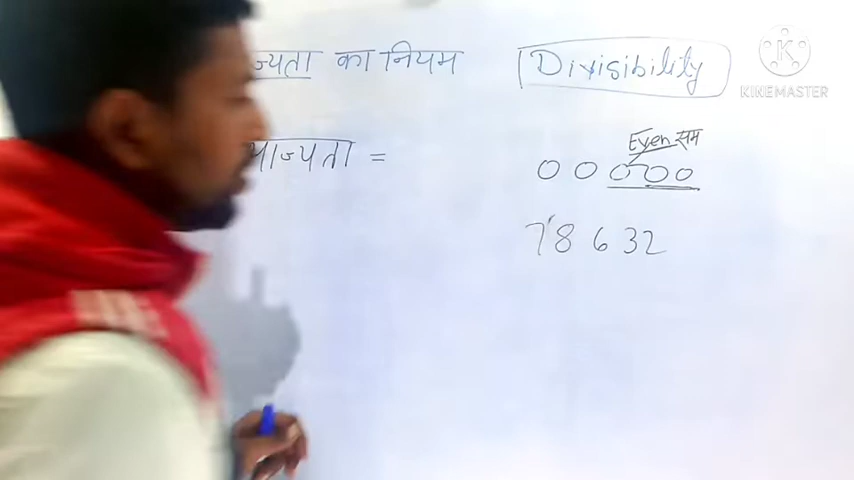 ज्यता का नियम Divisibility
KINEMASTER
Even सम
भाज्यता = 0 0 0 0 0
78632